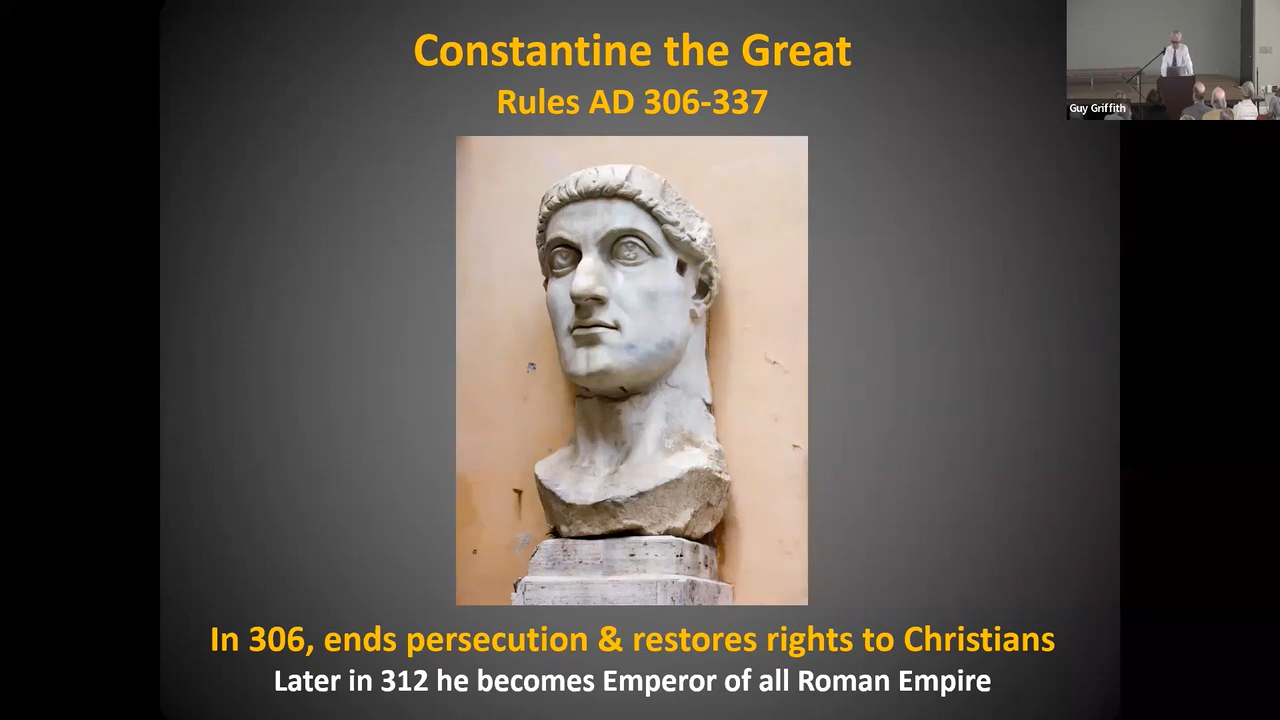 Constantine the Great
Rules AD 306-337
Guy Griffith
In 306, ends persecution & restores rights to Christians
Later in 312 he becomes Emperor of all Roman Empire